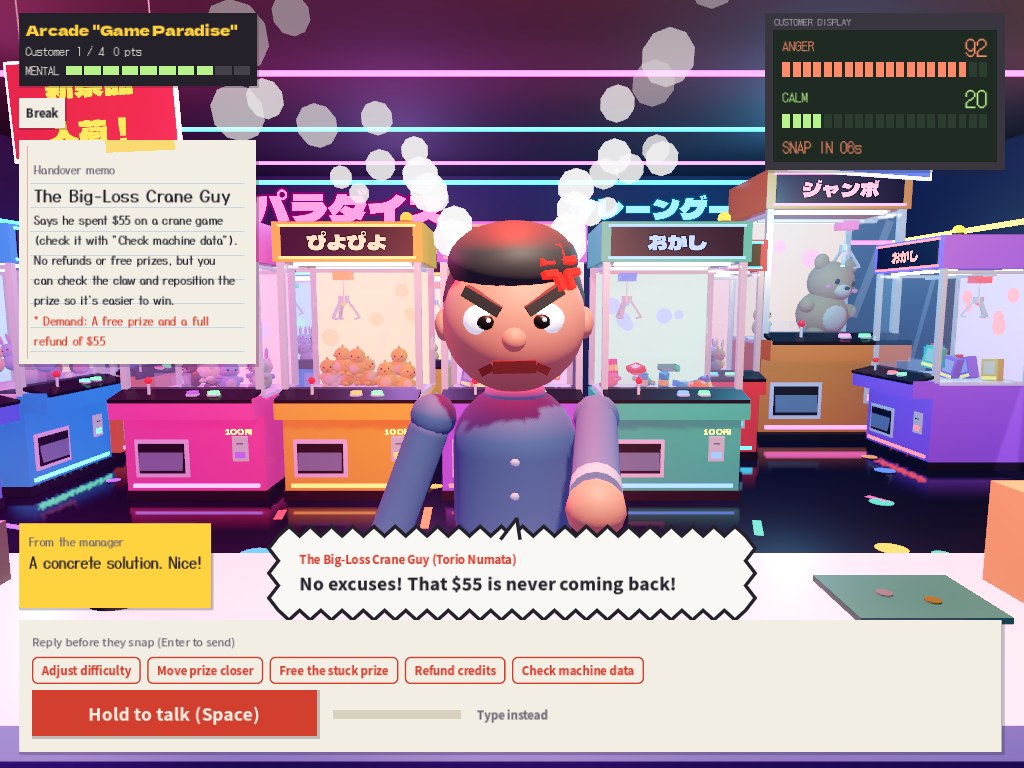 Arcade "Game Paradise"
Customer 1 / 4 0 pts
MENTAL
Break
Handover memo
The Big-Loss Crane Guy
Says he spent $55 on a crane game
(check it with "Check machine data").
No refunds or free prizes, but you
can check the claw and reposition the
prize so it's easier to win.
* Demand: A free prize and a full
refund of $55
CUSTOMER DISPLAY
ANGER 92
CALM 20
SNAP IN 06s
パラダイス
レーンゲー
ジャンボ
ぴよぴよ
おかし
おかし
100円
100円
100円
From the manager
A concrete solution. Nice!
The Big-Loss Crane Guy (Torio Numata)
No excuses! That $55 is never coming back!
Reply before they snap (Enter to send)
Adjust difficulty
Move prize closer
Free the stuck prize
Refund credits
Check machine data
Hold to talk (Space)
Type instead